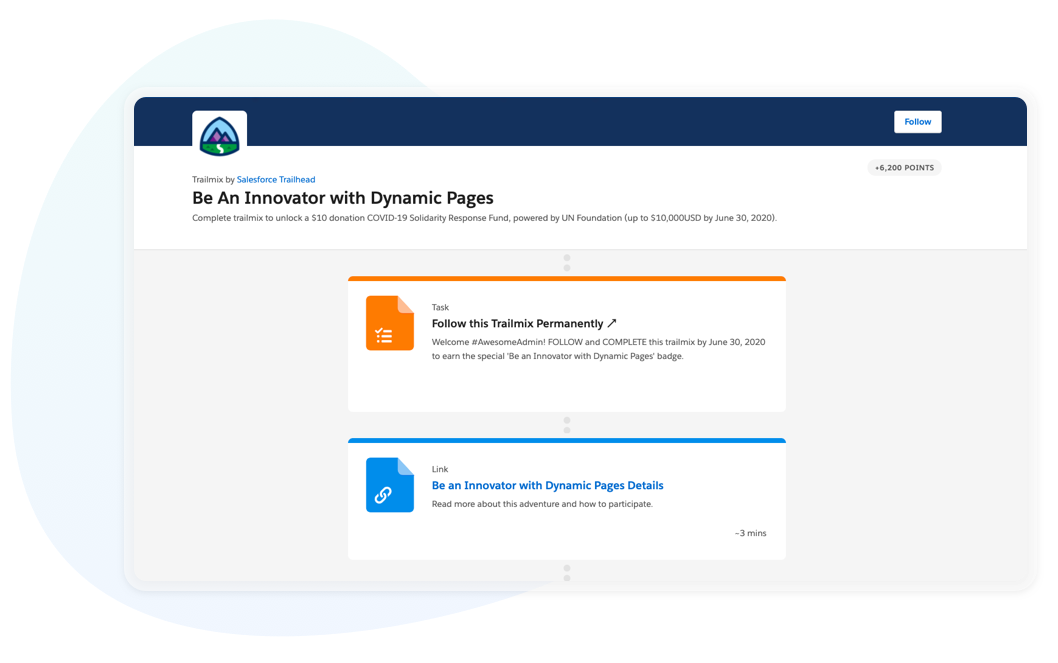 Follow
+6,200 POINTS
Trailmix by Salesforce Trailhead
Be An Innovator with Dynamic Pages
Complete trailmix to unlock a $10 donation COVID-19 Solidarity Response Fund, powered by UN Foundation (up to $10,000USD by June 30, 2020).
Task
Follow this Trailmix Permanently ↗
Welcome #AwesomeAdmin! FOLLOW and COMPLETE this trailmix by June 30, 2020
to earn the special 'Be an Innovator with Dynamic Pages' badge.
Link
Be an Innovator with Dynamic Pages Details
Read more about this adventure and how to participate.
~3 mins